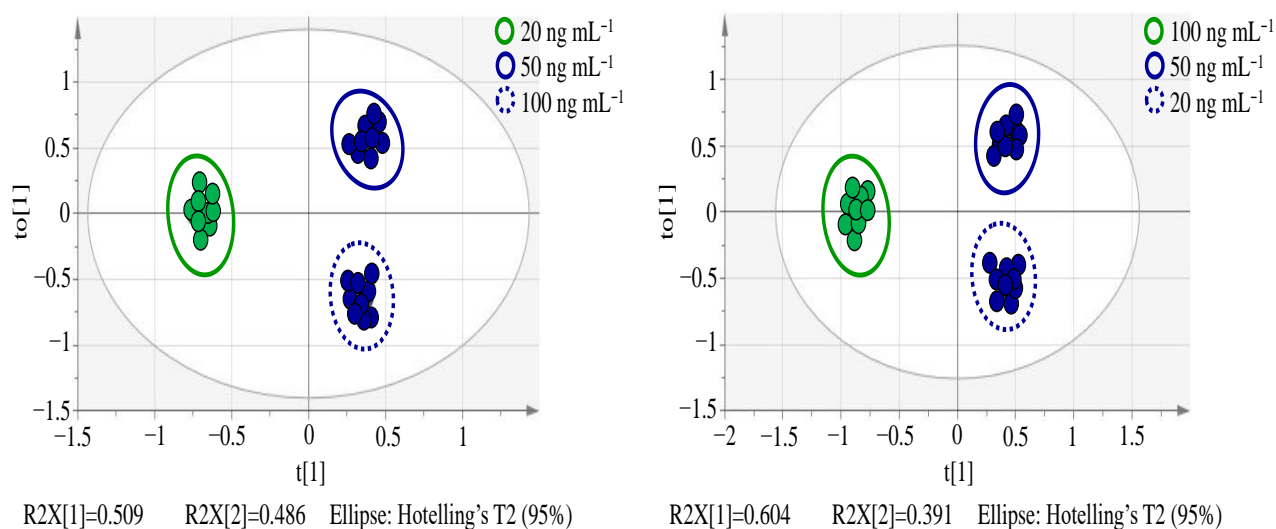 20 ng mL⁻¹
50 ng mL⁻¹
100 ng mL⁻¹
1
0.5
0
−0.5
−1
−1.5
to[1]
−1.5 −1 −0.5 0 0.5 1
t[1]
R2X[1]=0.509 R2X[2]=0.486 Ellipse: Hotelling’s T2 (95%)
100 ng mL⁻¹
50 ng mL⁻¹
20 ng mL⁻¹
1
0.5
0
−0.5
−1
−1.5
to[1]
−2 −1.5 −1 −0.5 0 0.5 1 1.5
t[1]
R2X[1]=0.604 R2X[2]=0.391 Ellipse: Hotelling’s T2 (95%)